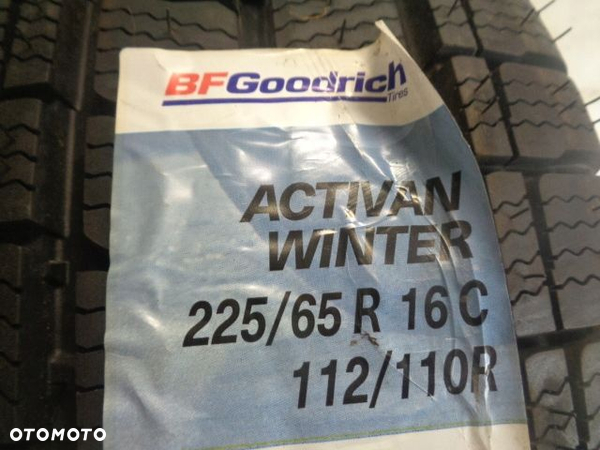 BFGoodrich
Tires
ACTIVAN
WINTER
225/65 R 16 C
112/110R
OTOMOTO